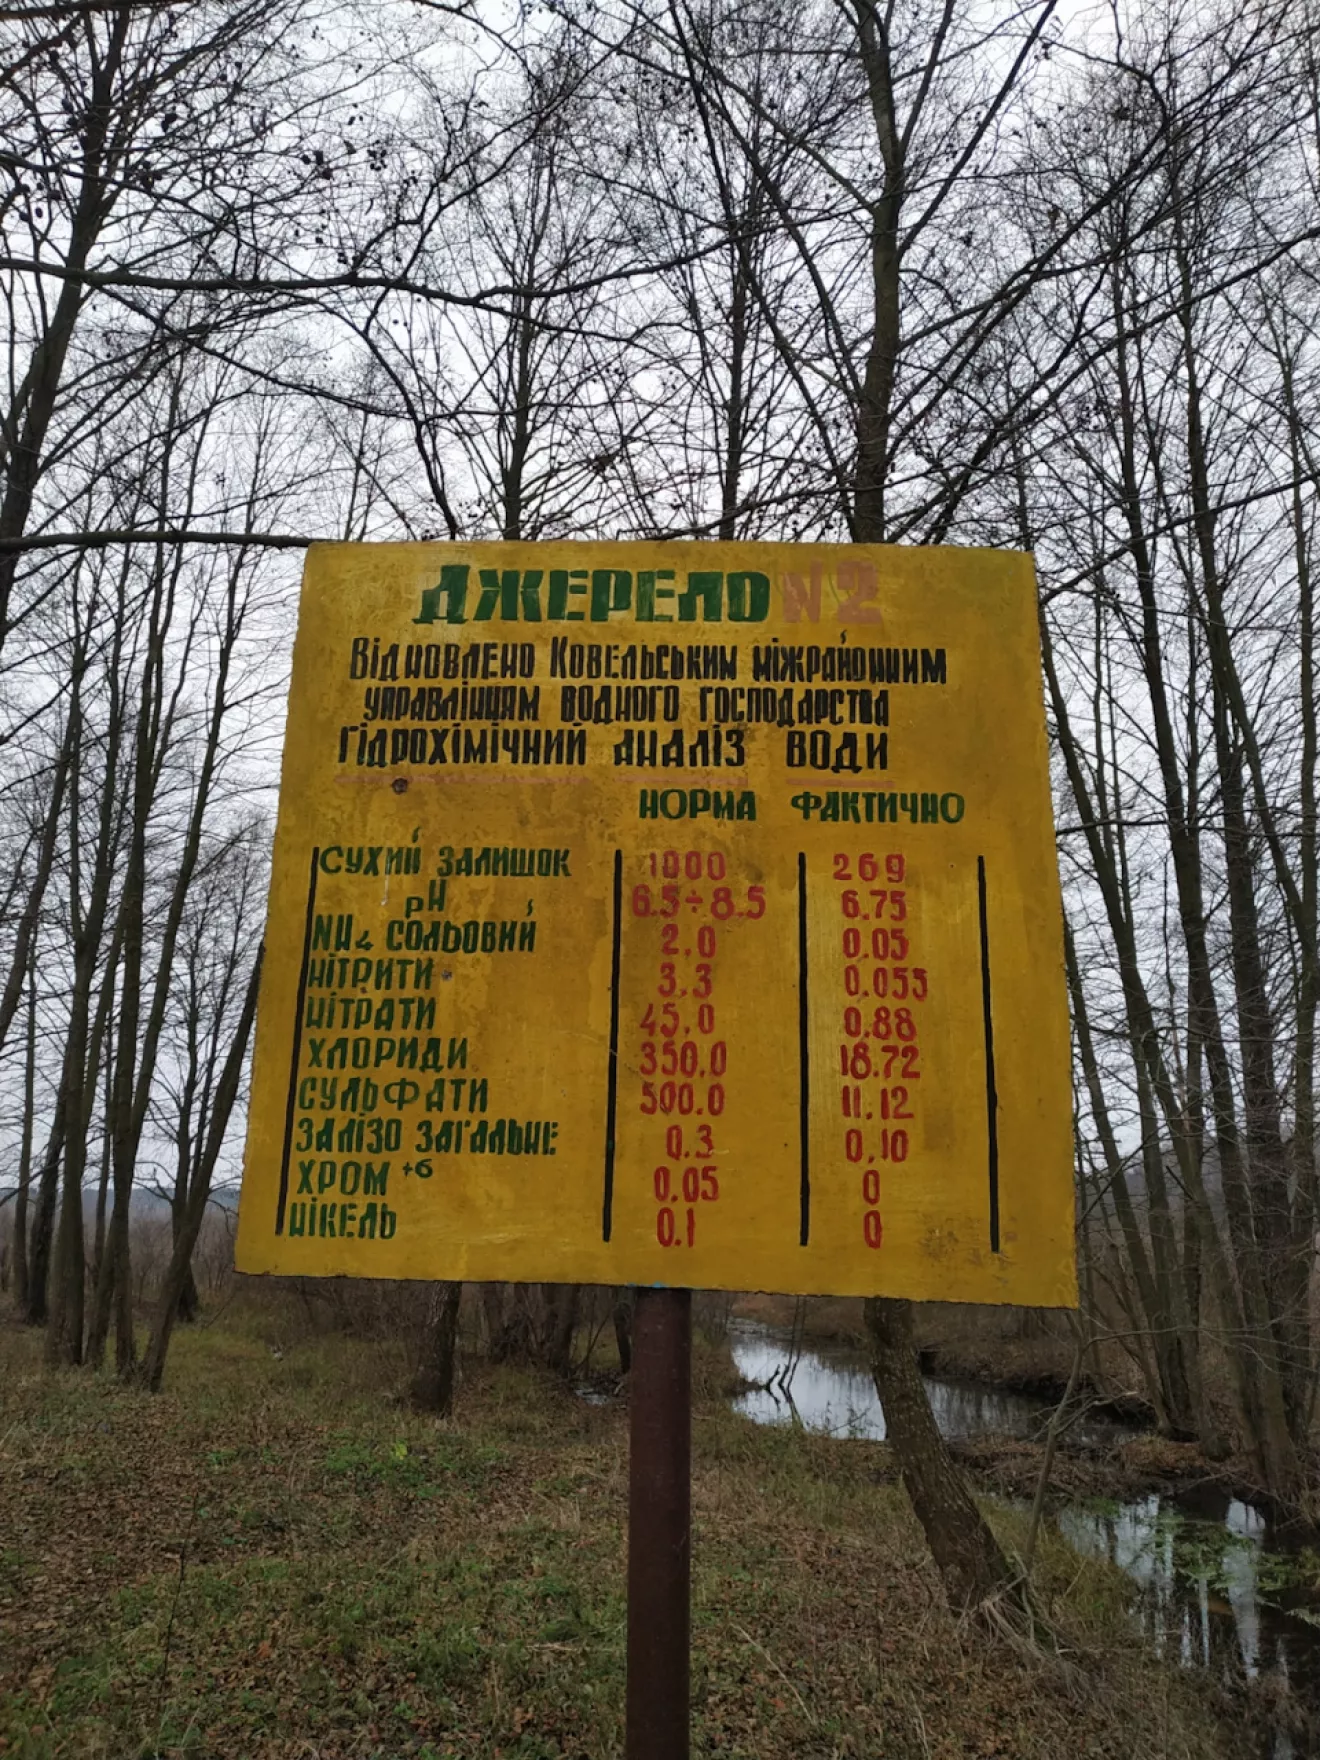 ДЖЕРЕЛО N2
ВІДНОВЛЕНО КОВЕЛЬСЬКИМ МІЖРАЙОННИМ
УПРАВЛІННЯМ ВОДНОГО ГОСПОДАРСТВА
ГІДРОХІМІЧНИЙ АНАЛІЗ ВОДИ
НОРМА ФАКТИЧНО
СУХИЙ ЗАЛИШОК 1000 269
pH 6.5÷8.5 6.75
NH4 СОЛЬОВИЙ 2.0 0.05
НІТРИТИ 3.3 0.055
НІТРАТИ 45.0 0.88
ХЛОРИДИ 350.0 18.72
СУЛЬФАТИ 500.0 11.12
ЗАЛІЗО ЗАГАЛЬНЕ 0.3 0.10
ХРОМ +6 0.05 0
НІКЕЛЬ 0.1 0